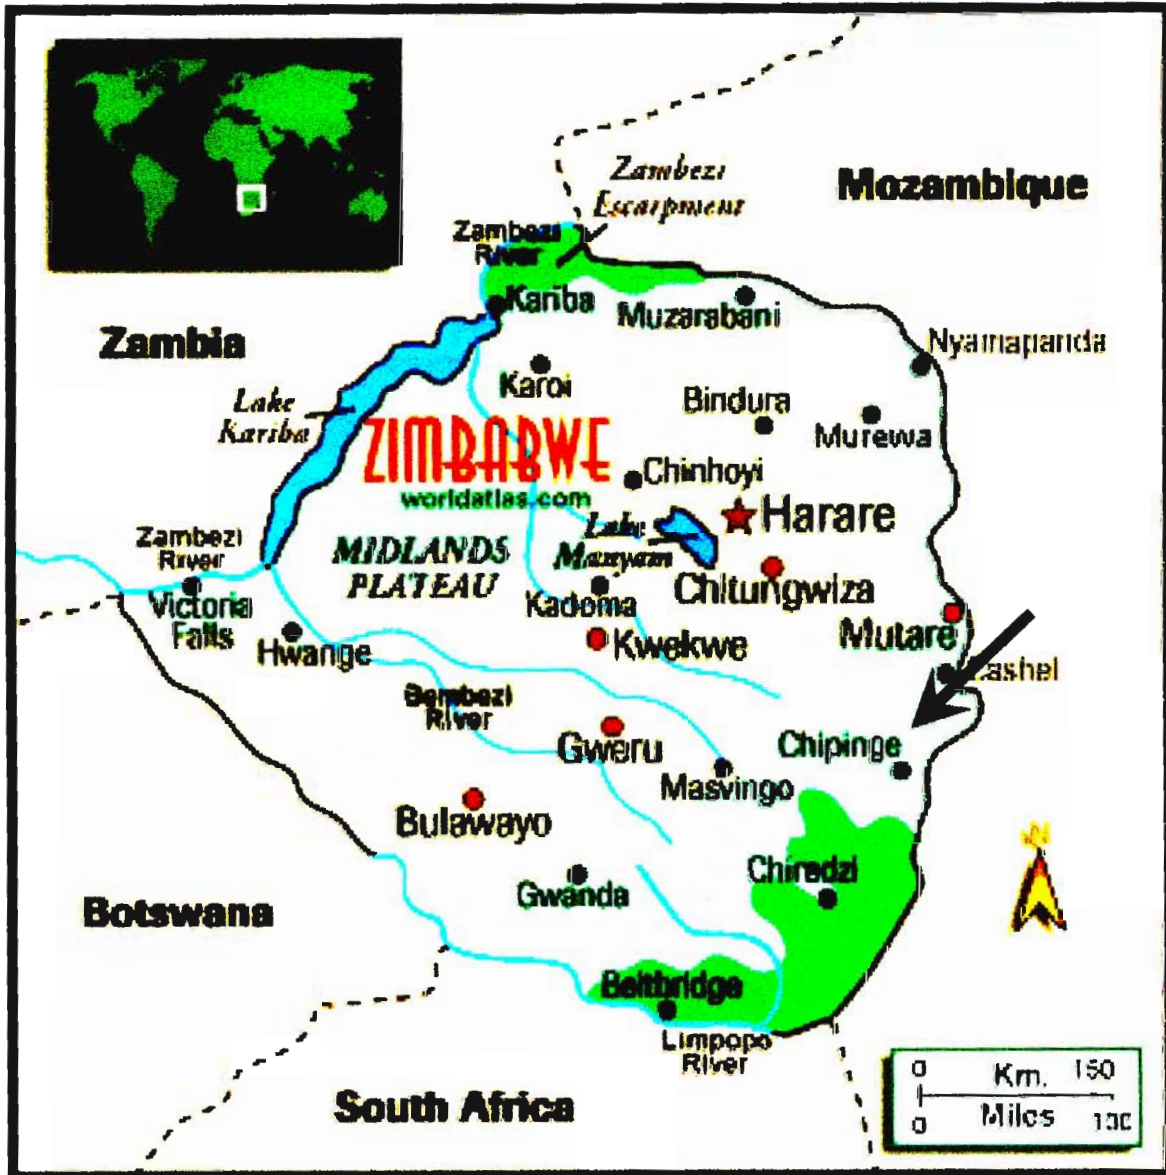 Zambezi
Escarpment
Mozambique
Zambezi
River
Kariba
Muzarabani
Zambia
Nyamapanda
Karoi
Lake
Kariba
Bindura
Murewa
ZIMBABWE
worldatlas.com
Chinhoyi
Harare
Lake
Manyam
Zambezi
River
MIDLANDS
PLATEAU
Chitungwiza
Kadoma
Victoria
Falls
Hwange
Kwekwe
Mutare
Bembezi
River
Gweru
Chipinge
Masvingo
Bulawayo
Chiredzi
Gwanda
Botswana
Beitbridge
Limpopo
River
South Africa
N
0 Km. 150
Miles
0 100